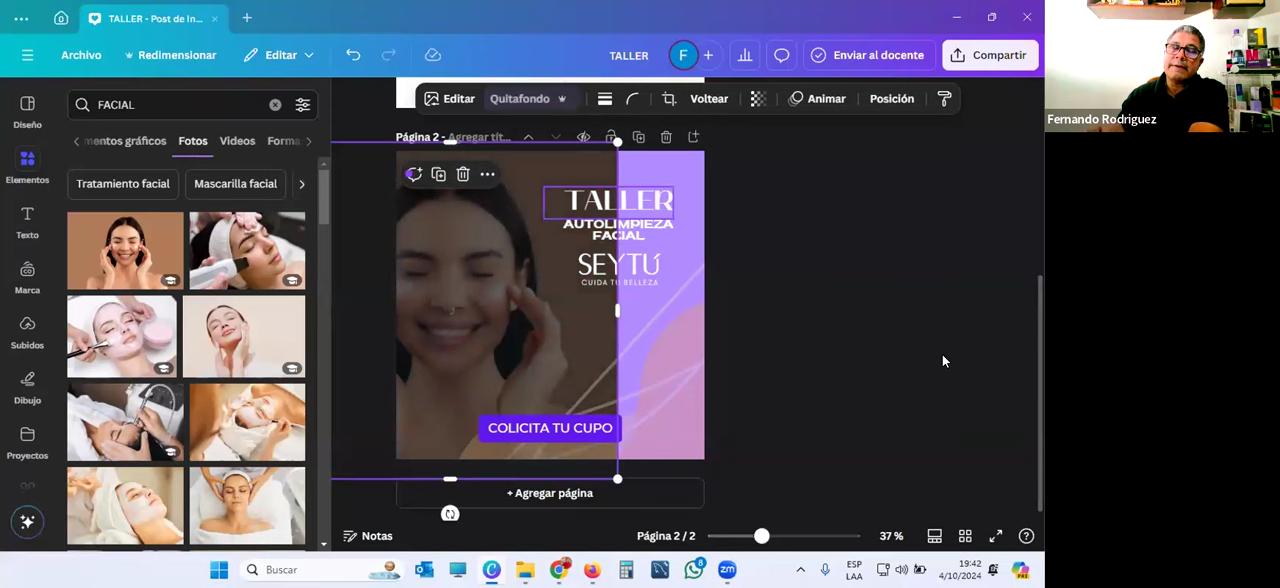 TALLER - Post de In...
Archivo
Redimensionar
Editar
TALLER
F
Enviar al docente
Compartir
Fernando Rodriguez
Diseño
Elementos
Texto
Marca
Subidos
Dibujo
Proyectos
FACIAL
mentos gráficos
Fotos
Videos
Forma
Tratamiento facial
Mascarilla facial
Editar
Quitafondo
Voltear
Animar
Posición
Página 2 - Agregar tít...
TALLER
AUTOLIMPIEZA
FACIAL
SEYTÚ
CUIDA TU BELLEZA
COLICITA TU CUPO
+ Agregar página
Notas
Página 2 / 2
37 %
Buscar
8
zm
ESP
LAA
19:42
4/10/2024
PRE